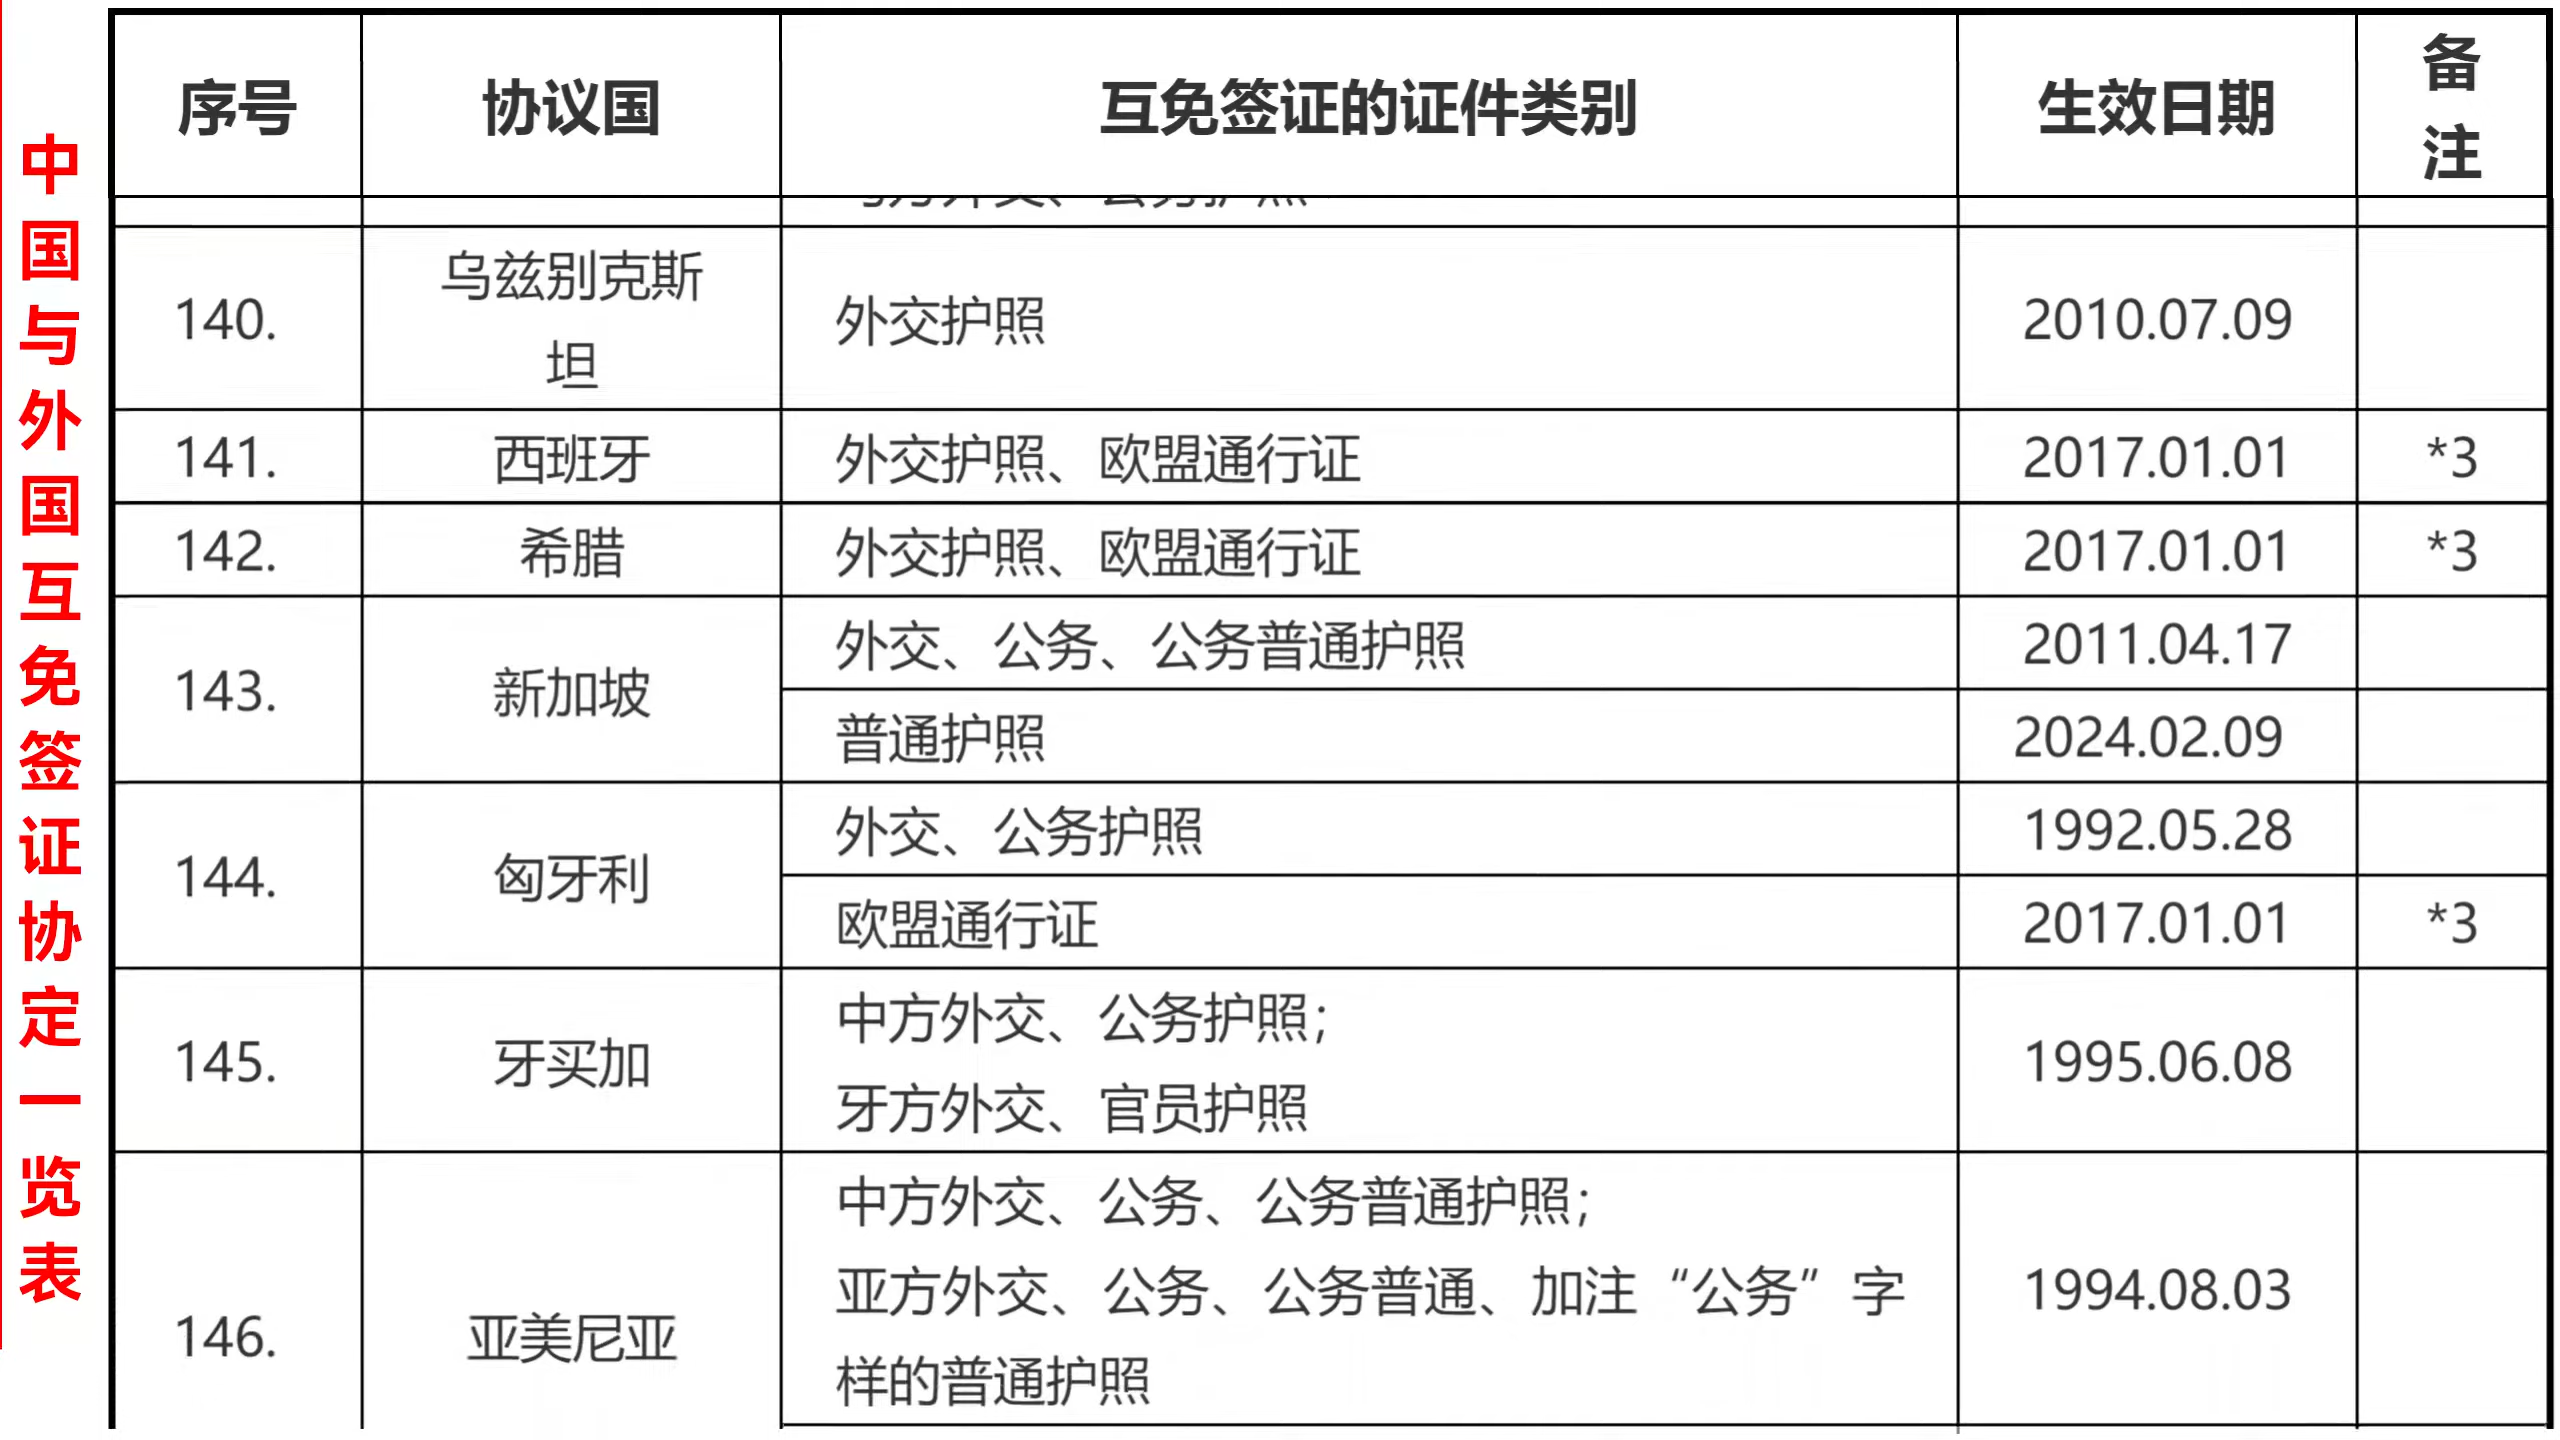 中国与外国互免签证协定一览表
序号 协议国 互免签证的证件类别 生效日期 备注
140. 乌兹别克斯坦 外交护照 2010.07.09
141. 西班牙 外交护照、欧盟通行证 2017.01.01 *3
142. 希腊 外交护照、欧盟通行证 2017.01.01 *3
143. 新加坡 外交、公务、公务普通护照 2011.04.17
普通护照 2024.02.09
144. 匈牙利 外交、公务护照 1992.05.28
欧盟通行证 2017.01.01 *3
145. 牙买加 中方外交、公务护照；
牙方外交、官员护照 1995.06.08
146. 亚美尼亚 中方外交、公务、公务普通护照；
亚方外交、公务、公务普通、加注“公务”字
样的普通护照 1994.08.03